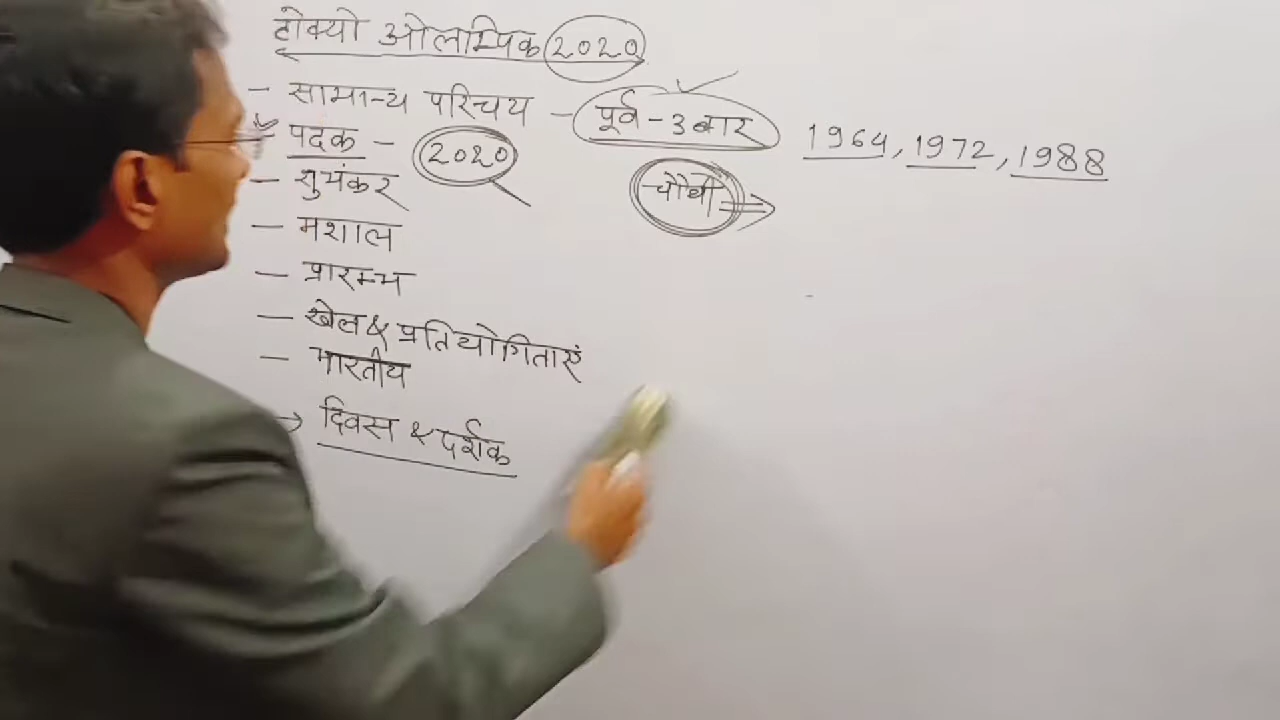 टोक्यो ओलम्पिक 2020
- सामान्य परिचय - पूर्व - 3 बार 1964, 1972, 1988
पदक - 2020 चौथी ⇒
- शुभंकर
- मशाल
- प्रारम्भ
- खेल & प्रतियोगिताएं
- भारतीय
→ दिवस & दर्शक